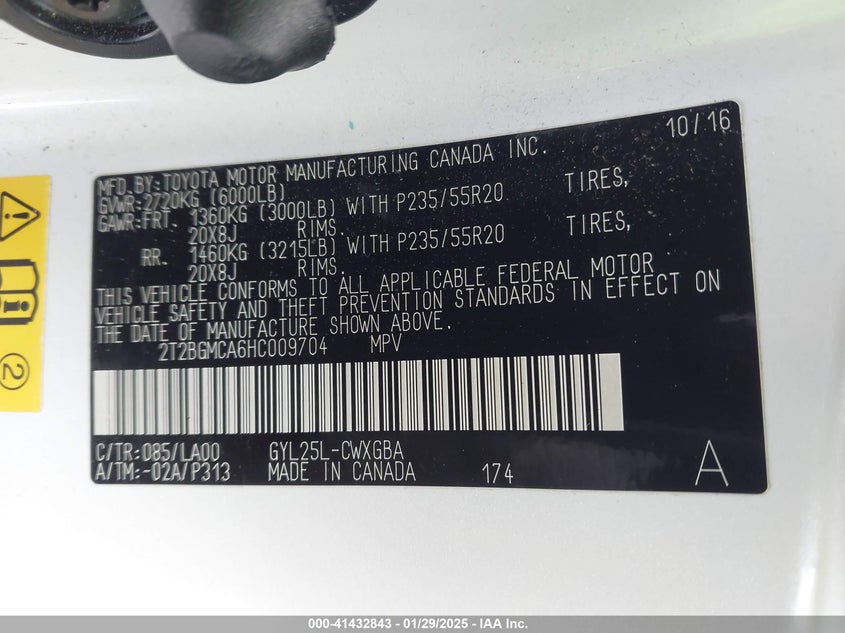 10/16
MFD.BY:TOYOTA MOTOR MANUFACTURING CANADA INC.
GVWR:2720KG (6000LB)
GAWR:FRT. 1360KG (3000LB) WITH P235/55R20 TIRES,
20X8J RIMS.
RR. 1460KG (3215LB) WITH P235/55R20 TIRES,
20X8J RIMS.
THIS VEHICLE CONFORMS TO ALL APPLICABLE FEDERAL MOTOR
VEHICLE SAFETY AND THEFT PREVENTION STANDARDS IN EFFECT ON
THE DATE OF MANUFACTURE SHOWN ABOVE.
2T2BGMCA6HC009704 MPV
C/TR:085/LA00 GYL25L-CWXGBA
A/TM:-02A/P313 MADE IN CANADA 174 A
2
000-41432843 - 01/29/2025 - IAA Inc.